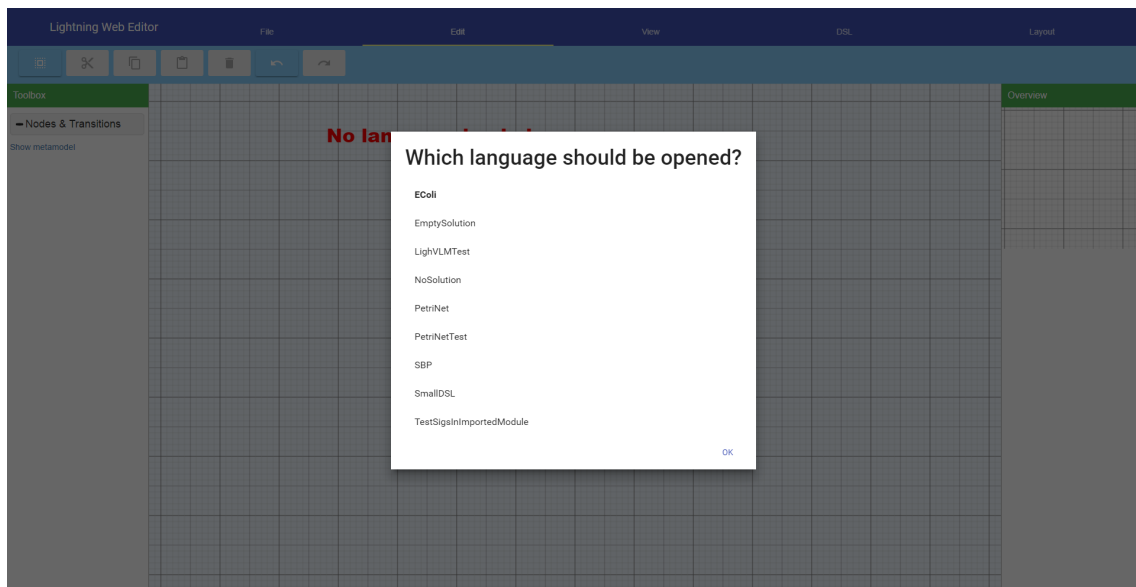 Lightning Web Editor File Edit View DSL Layout
Toolbox
Overview
Nodes & Transitions
Show metamodel
No lan
Which language should be opened?
EColi
EmptySolution
LighVLMTest
NoSolution
PetriNet
PetriNetTest
SBP
SmallDSL
TestSigsInImportedModule
OK